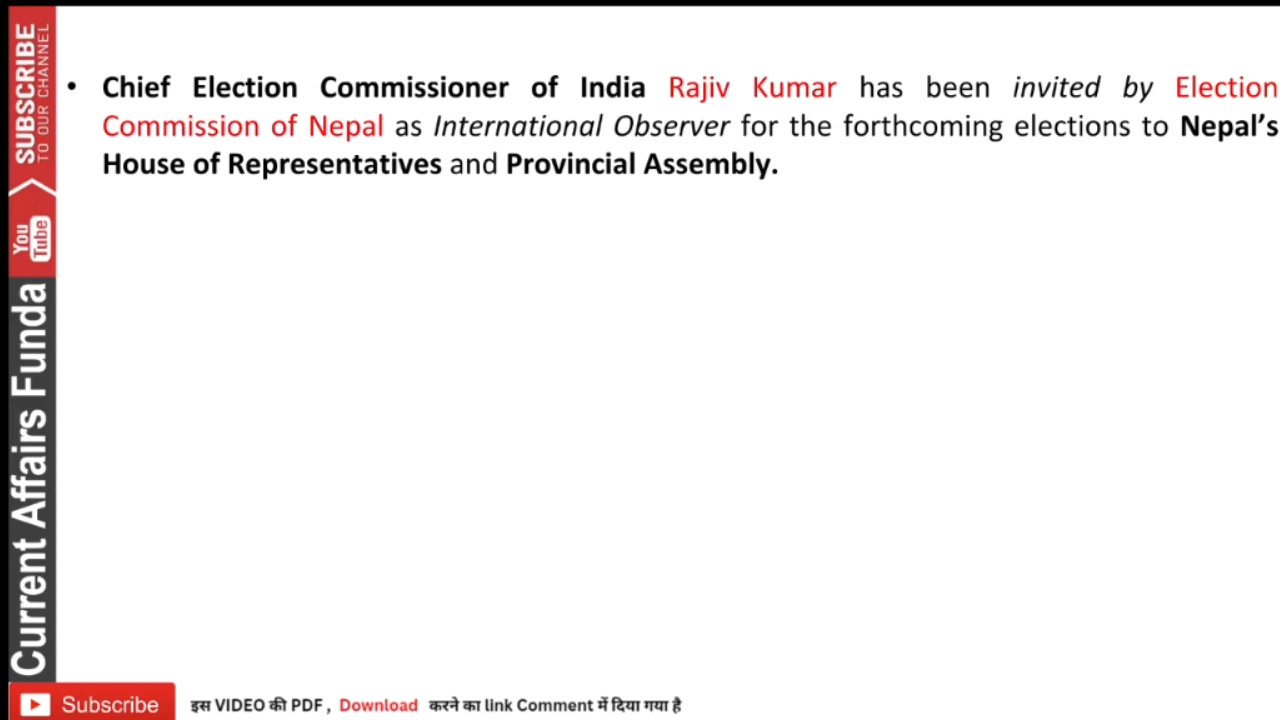 SUBSCRIBE
TO OUR CHANNEL
You
Tube
Current Affairs Funda
• Chief Election Commissioner of India Rajiv Kumar has been invited by Election
Commission of Nepal as International Observer for the forthcoming elections to Nepal’s
House of Representatives and Provincial Assembly.
Subscribe
इस VIDEO की PDF , Download करने का link Comment में दिया गया है